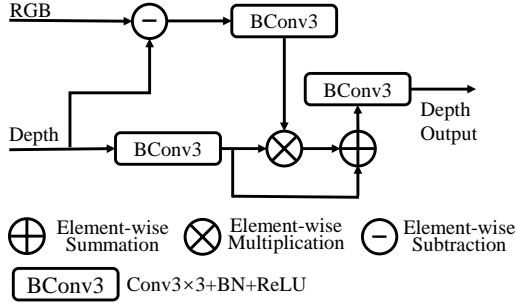 RGB
BConv3
BConv3
Depth
Output
Depth
BConv3
Element-wise
Summation
Element-wise
Multiplication
Element-wise
Subtraction
BConv3
Conv3×3+BN+ReLU